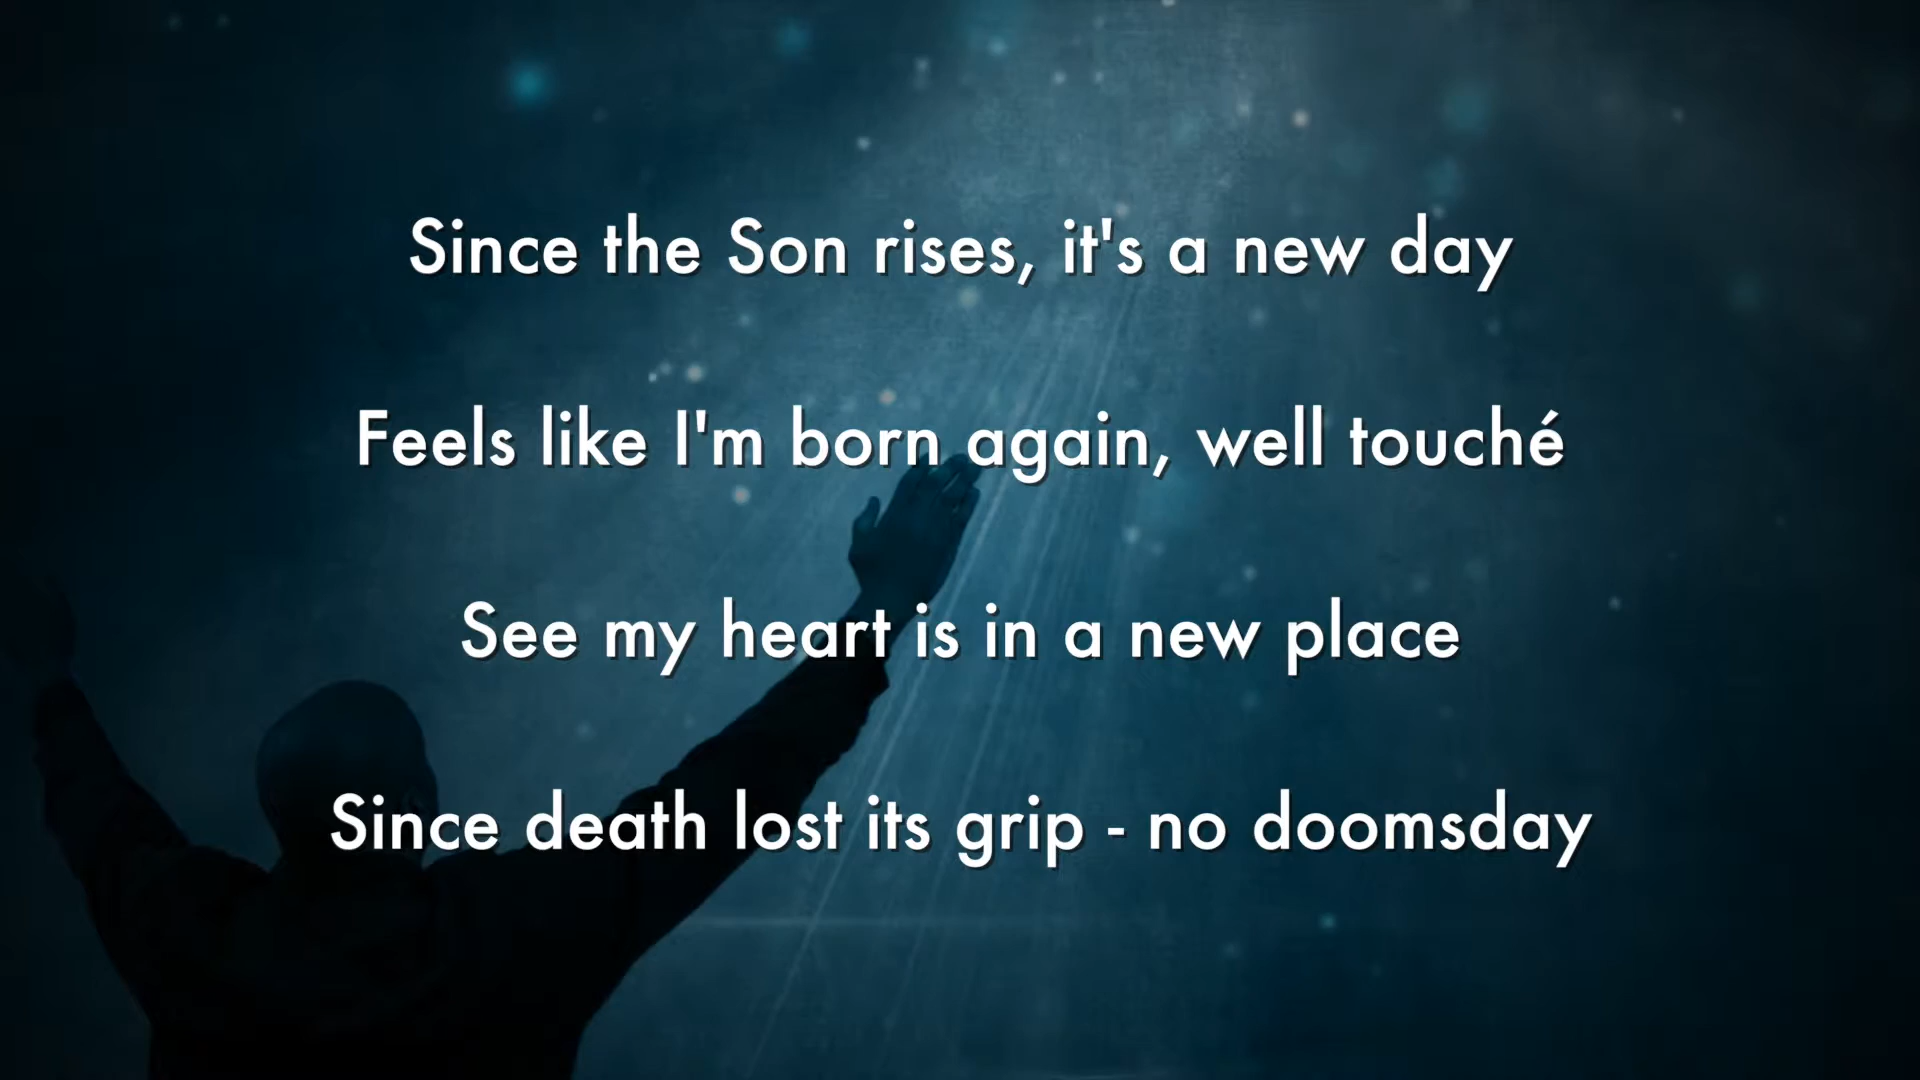 Since the Son rises, it's a new day
Feels like I'm born again, well touché
See my heart is in a new place
Since death lost its grip - no doomsday